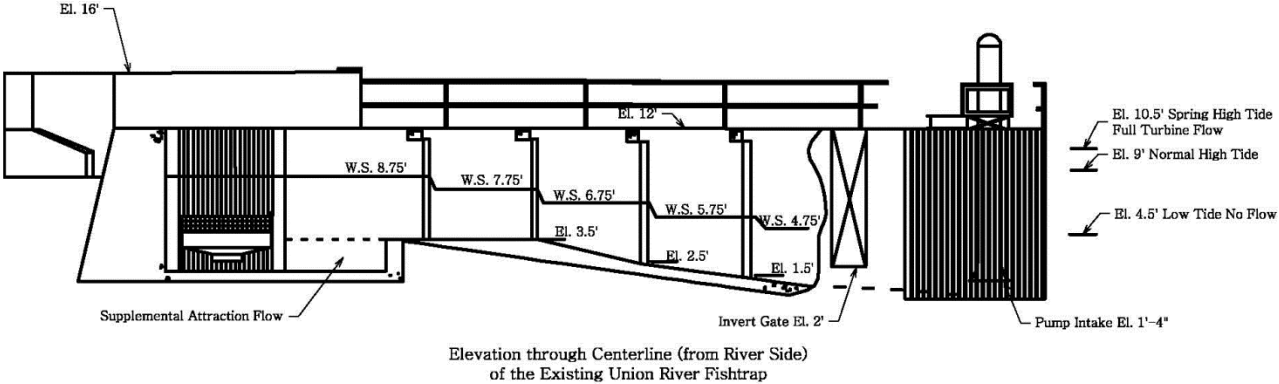 El. 16'
El. 12'
El. 10.5' Spring High Tide
Full Turbine Flow
El. 9' Normal High Tide
W.S. 8.75'
W.S. 7.75'
W.S. 6.75'
W.S. 5.75'
W.S. 4.75'
El. 4.5' Low Tide No Flow
El. 3.5'
El. 2.5'
El. 1.5'
Supplemental Attraction Flow
Invert Gate El. 2'
Pump Intake El. 1'-4"
Elevation through Centerline (from River Side)
of the Existing Union River Fishtrap